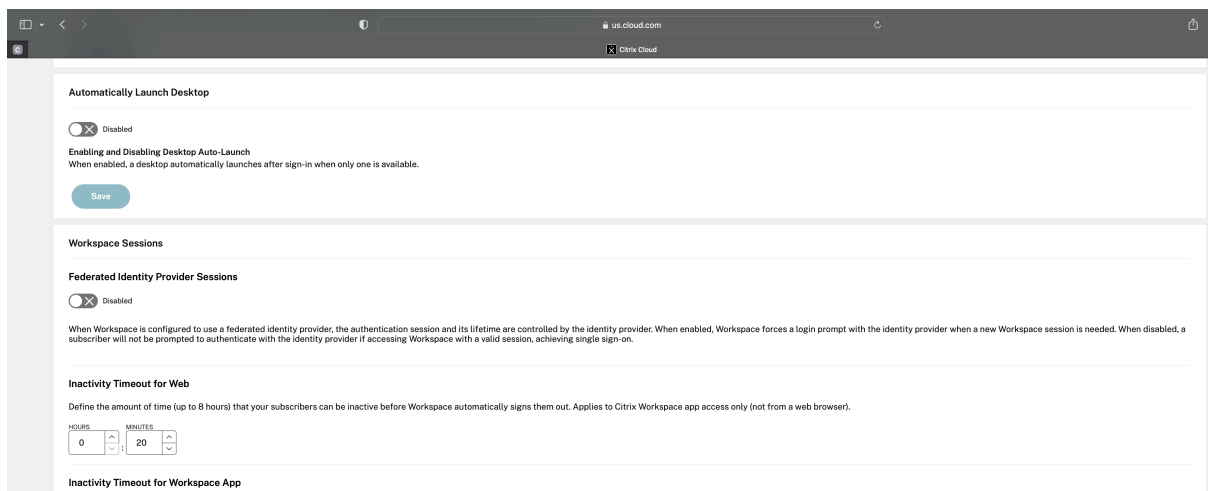 us.cloud.com
C
Citrix Cloud
Automatically Launch Desktop
Disabled
Enabling and Disabling Desktop Auto-Launch
When enabled, a desktop automatically launches after sign-in when only one is available.
Save
Workspace Sessions
Federated Identity Provider Sessions
Disabled
When Workspace is configured to use a federated identity provider, the authentication session and its lifetime are controlled by the identity provider. When enabled, Workspace forces a login prompt with the identity provider when a new Workspace session is needed. When disabled, a
subscriber will not be prompted to authenticate with the identity provider if accessing Workspace with a valid session, achieving single sign-on.
Inactivity Timeout for Web
Define the amount of time (up to 8 hours) that your subscribers can be inactive before Workspace automatically signs them out. Applies to Citrix Workspace app access only (not from a web browser).
HOURS MINUTES
0 : 20
Inactivity Timeout for Workspace App